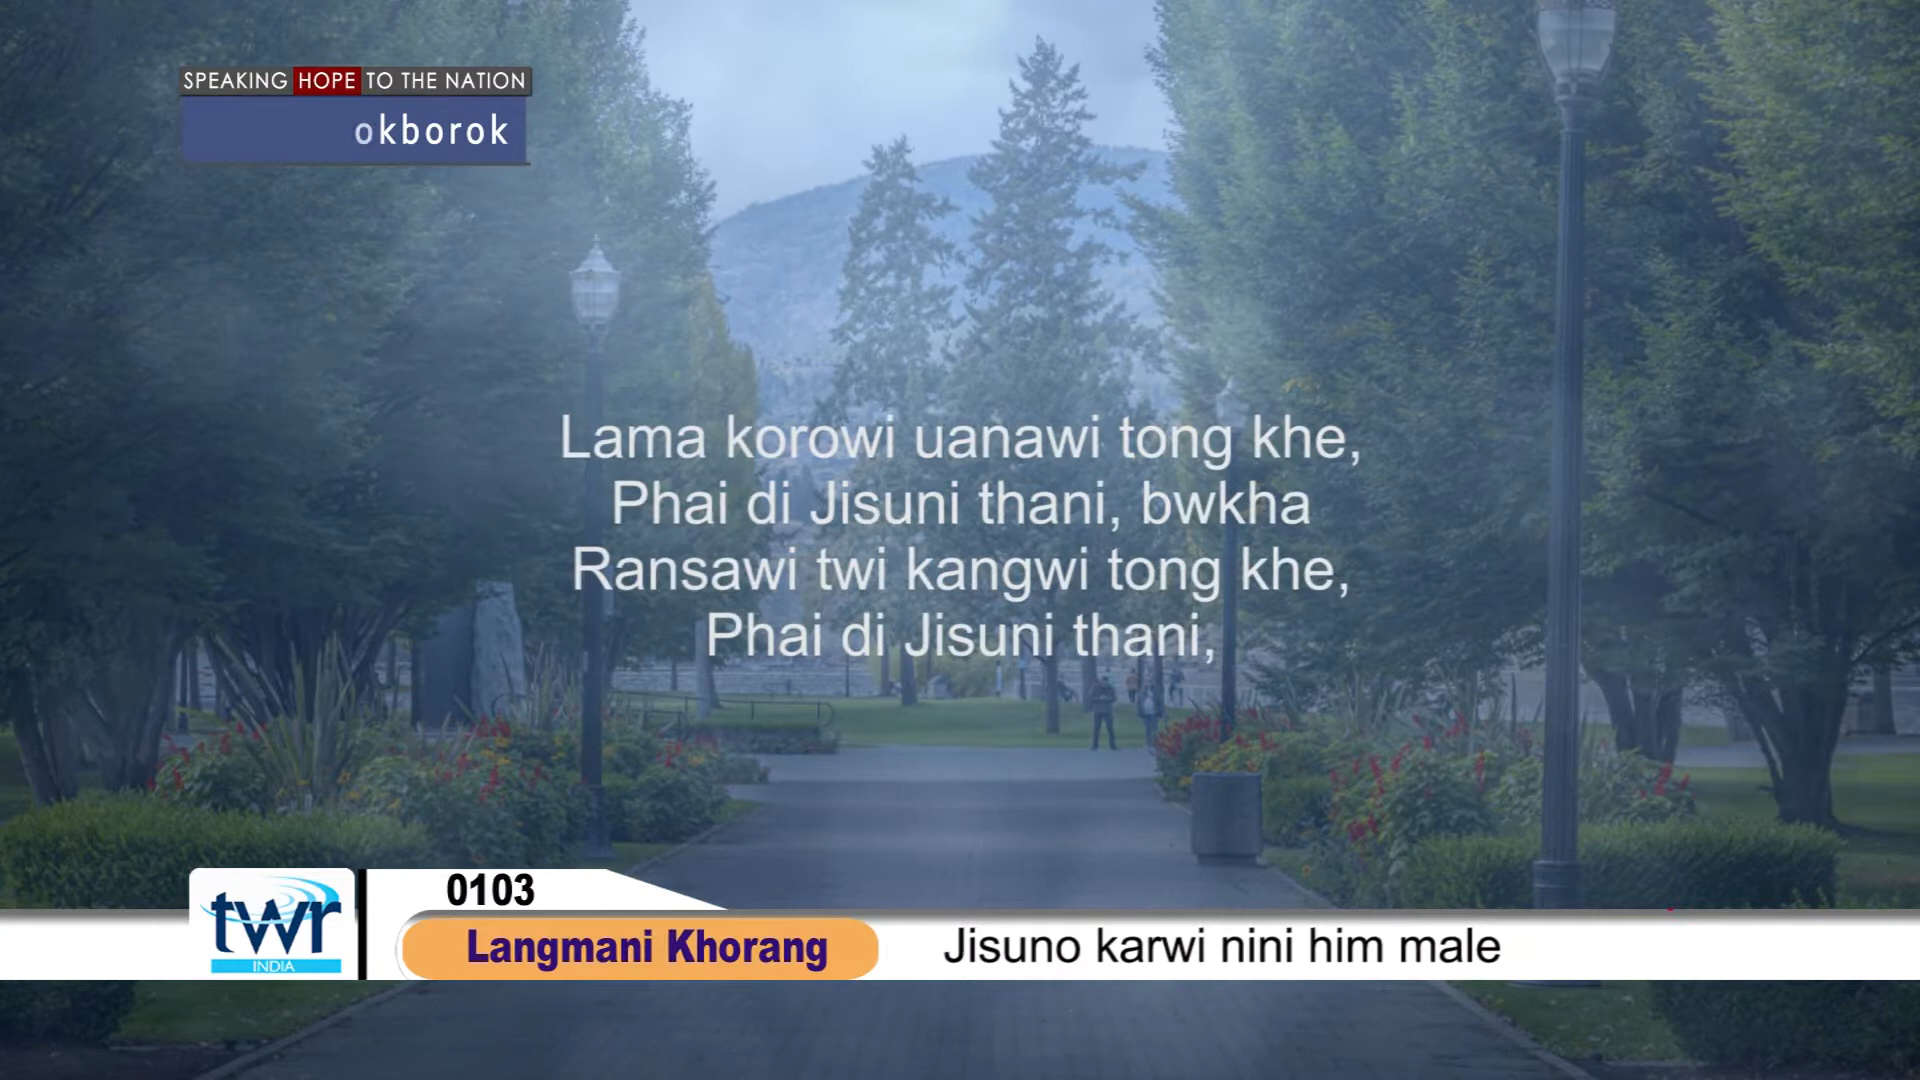 SPEAKING HOPE TO THE NATION
okborok
Lama korowi uanawi tong khe,
Phai di Jisuni thani, bwkha
Ransawi twi kangwi tong khe,
Phai di Jisuni thani,
twr
INDIA
0103
Langmani Khorang
Jisuno karwi nini him male